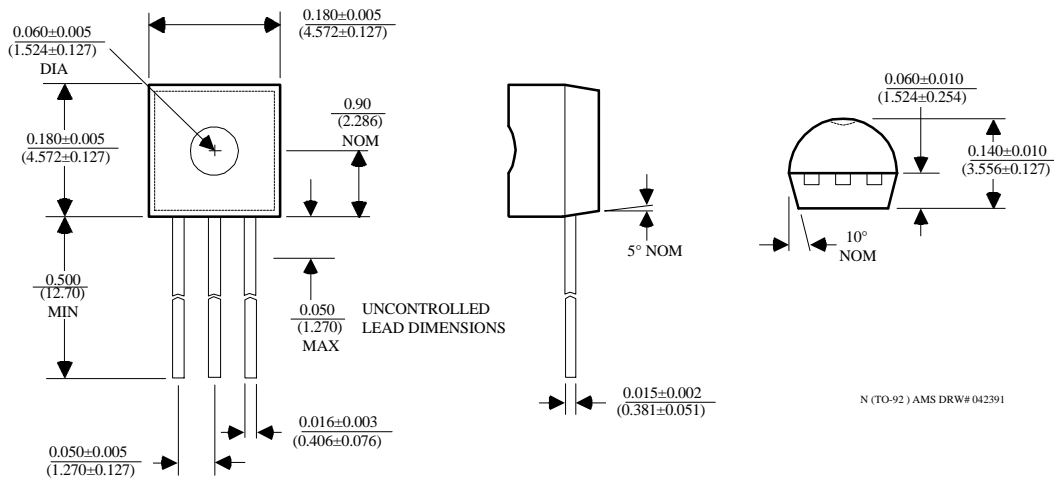 0.060±0.005
(1.524±0.127)
DIA
0.180±0.005
(4.572±0.127)
0.180±0.005
(4.572±0.127)
0.90
(2.286)
NOM
0.500
(12.70)
MIN
0.050
(1.270)
MAX
UNCONTROLLED
LEAD DIMENSIONS
0.016±0.003
(0.406±0.076)
0.050±0.005
(1.270±0.127)
5° NOM
0.015±0.002
(0.381±0.051)
0.060±0.010
(1.524±0.254)
0.140±0.010
(3.556±0.127)
10°
NOM
N (TO-92 ) AMS DRW# 042391